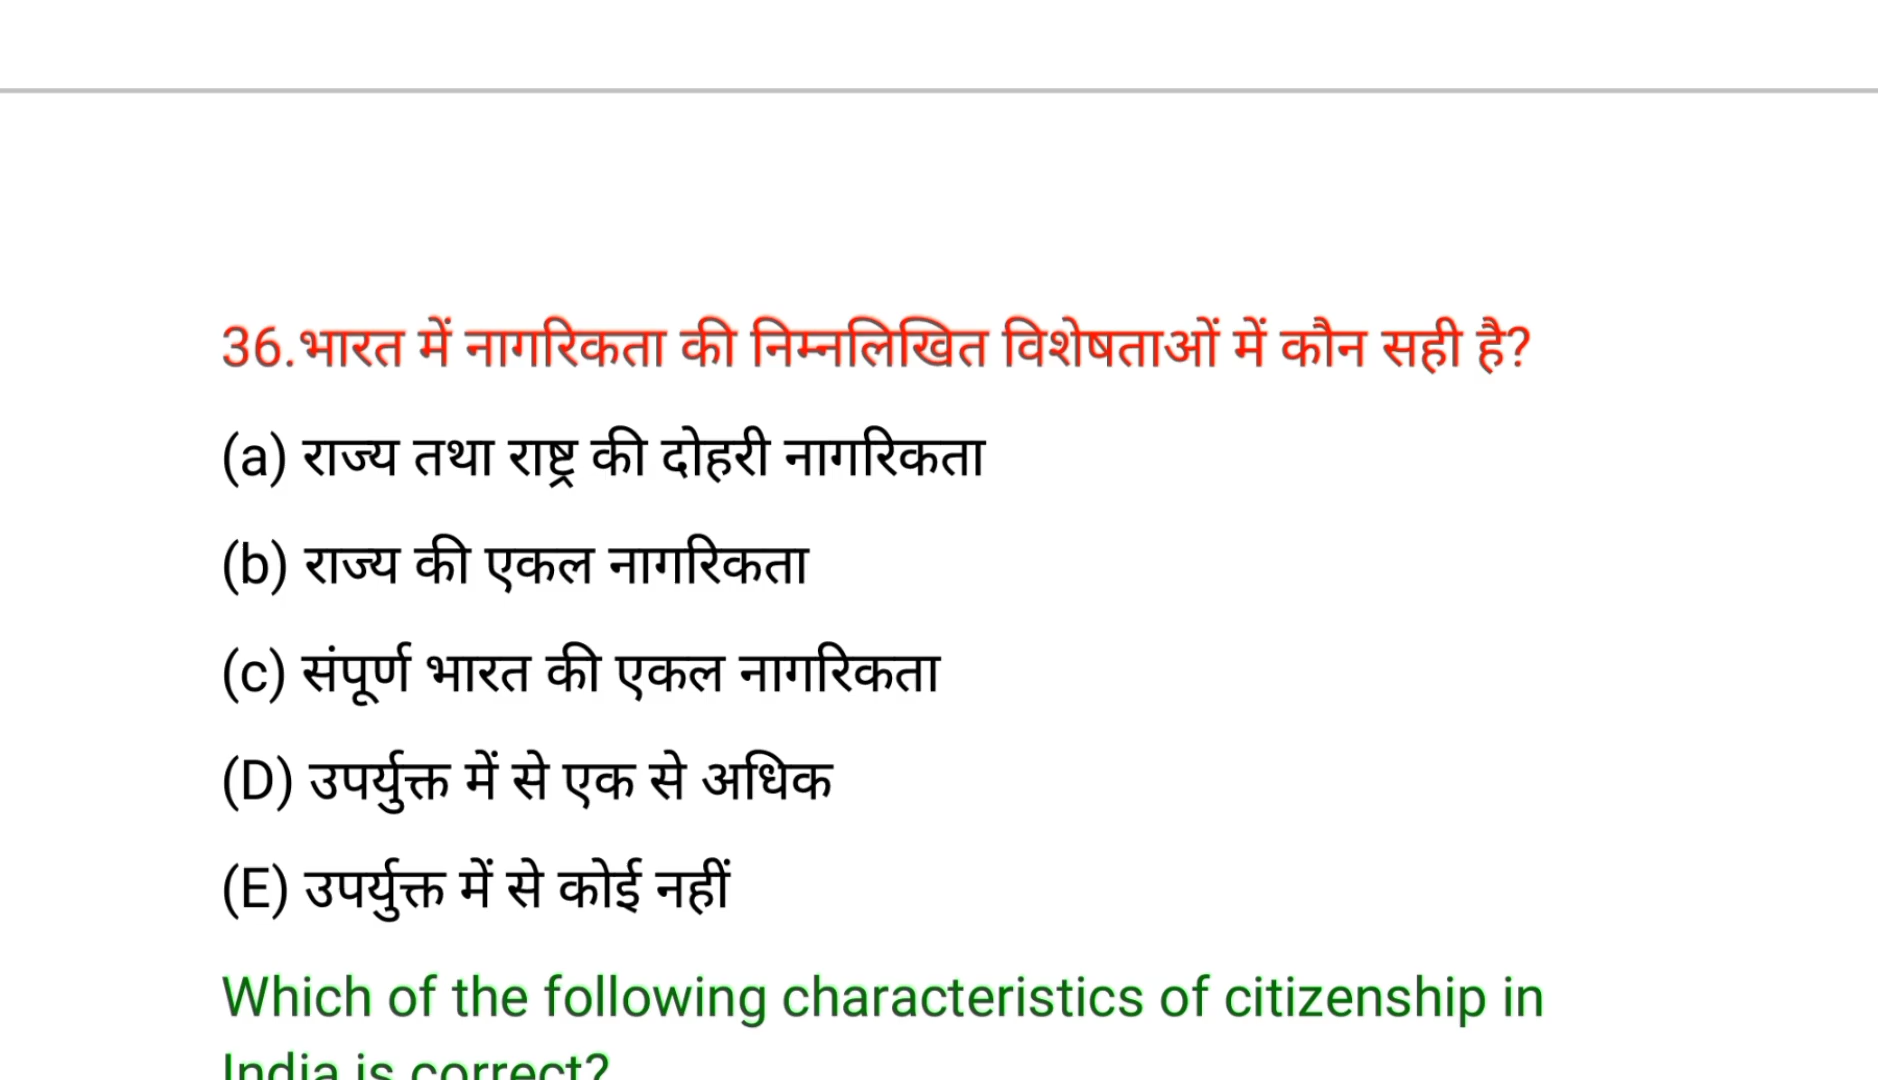 36.भारत में नागरिकता की निम्नलिखित विशेषताओं में कौन सही है?
(a) राज्य तथा राष्ट्र की दोहरी नागरिकता
(b) राज्य की एकल नागरिकता
(c) संपूर्ण भारत की एकल नागरिकता
(D) उपर्युक्त में से एक से अधिक
(E) उपर्युक्त में से कोई नहीं
Which of the following characteristics of citizenship in
India is correct?